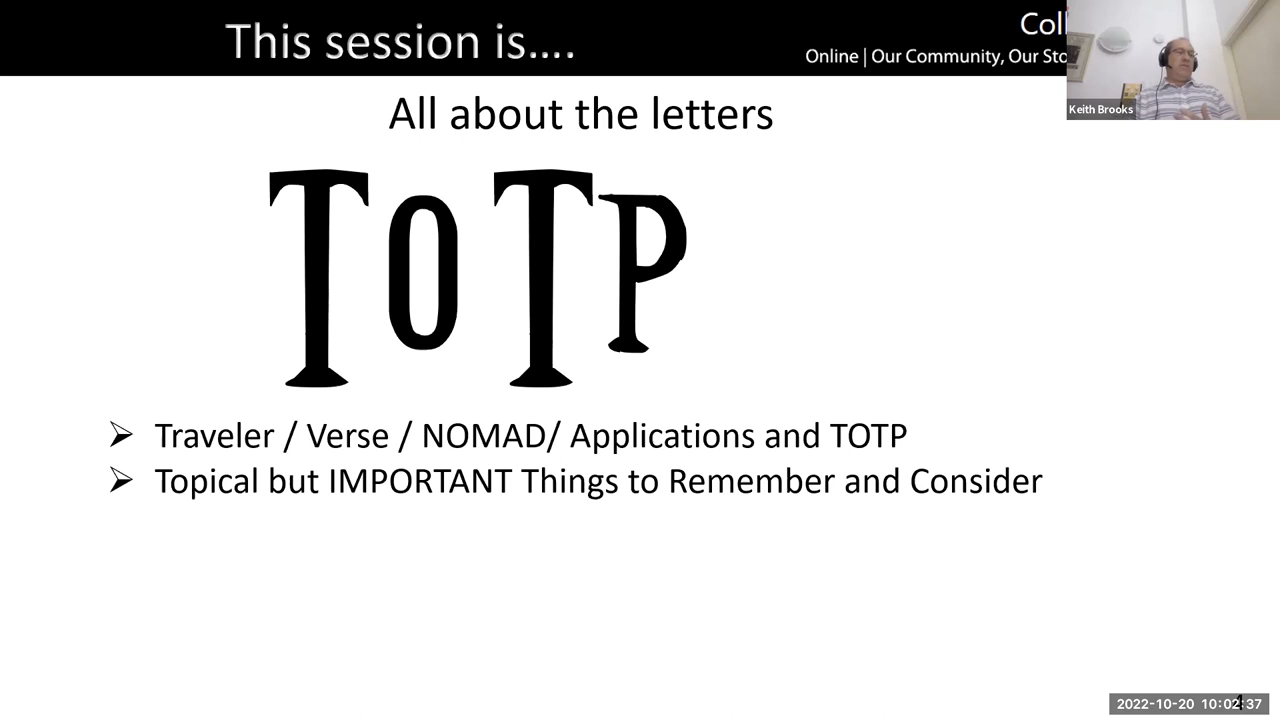 This session is....
Coll
Online | Our Community, Our Sto
Keith Brooks
All about the letters
ToTP
Traveler / Verse / NOMAD/ Applications and TOTP
Topical but IMPORTANT Things to Remember and Consider
2022-10-20 10:02:37